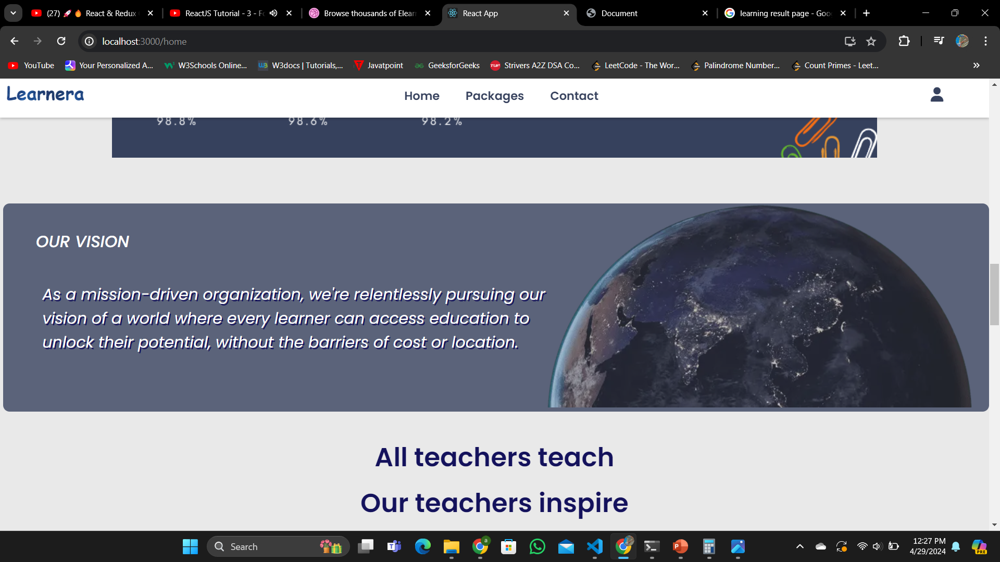 (27) 🚀 🔥 React & Redux
ReactJS Tutorial - 3 - Fo
Browse thousands of Elear
React App
Document
learning result page - Goo
localhost:3000/home
YouTube
Your Personalized A...
W3Schools Online...
W3docs | Tutorials,...
Javatpoint
GeeksforGeeks
Strivers A2Z DSA Co...
LeetCode - The Wor...
Palindrome Number...
Count Primes - Leet...
Learnera
Home
Packages
Contact
98.8%
98.6%
98.2%
OUR VISION
As a mission-driven organization, we're relentlessly pursuing our
vision of a world where every learner can access education to
unlock their potential, without the barriers of cost or location.
All teachers teach
Our teachers inspire
Search
12:27 PM
4/29/2024
PRE